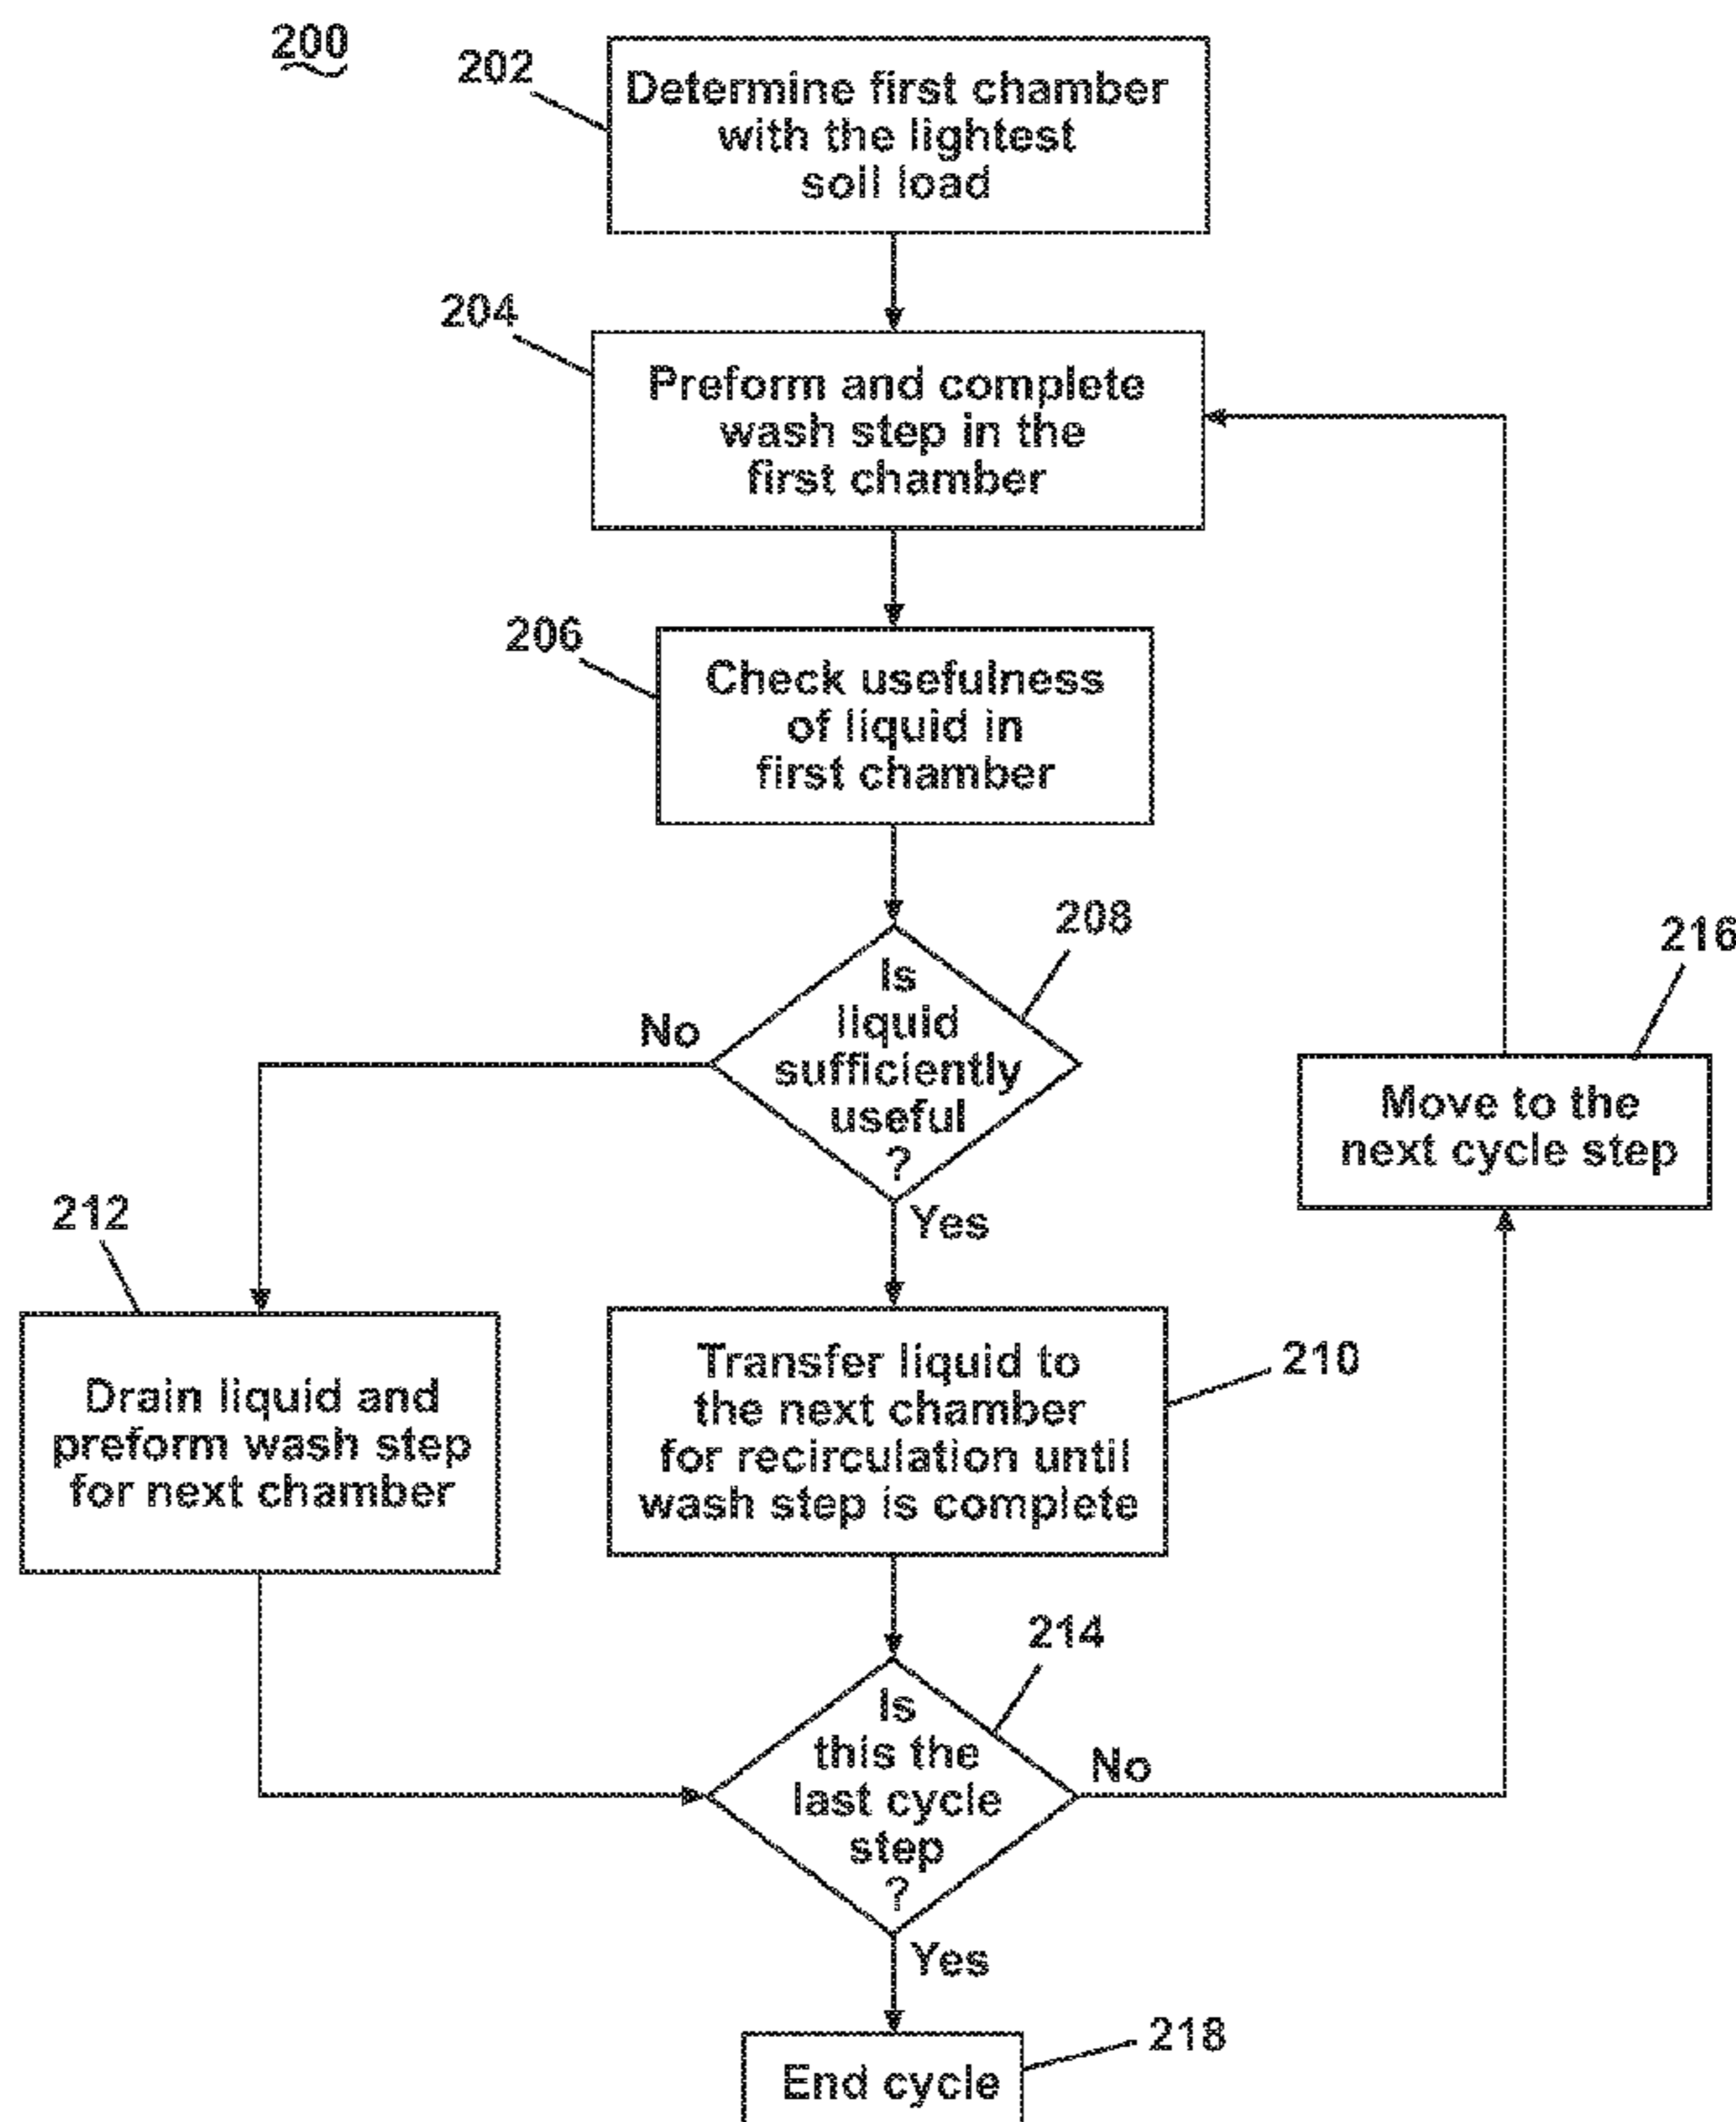 200
202
Determine first chamber
with the lightest
soil load
204
Preform and complete
wash step in the
first chamber
206
Check usefulness
of liquid in
first chamber
208
Is
liquid
sufficiently
useful
?
No
Yes
216
Move to the
next cycle step
212
Drain liquid and
preform wash step
for next chamber
210
Transfer liquid to
the next chamber
for recirculation until
wash step is complete
214
Is
this the
last cycle
step
?
No
Yes
218
End cycle